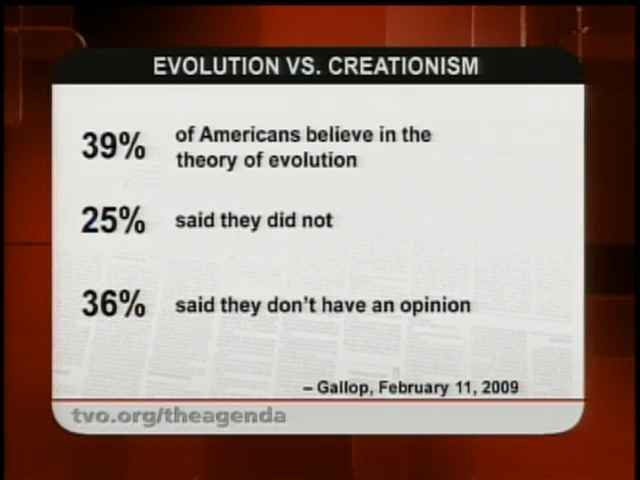 EVOLUTION VS. CREATIONISM
39% of Americans believe in the
theory of evolution
25% said they did not
36% said they don't have an opinion
– Gallop, February 11, 2009
tvo.org/theagenda